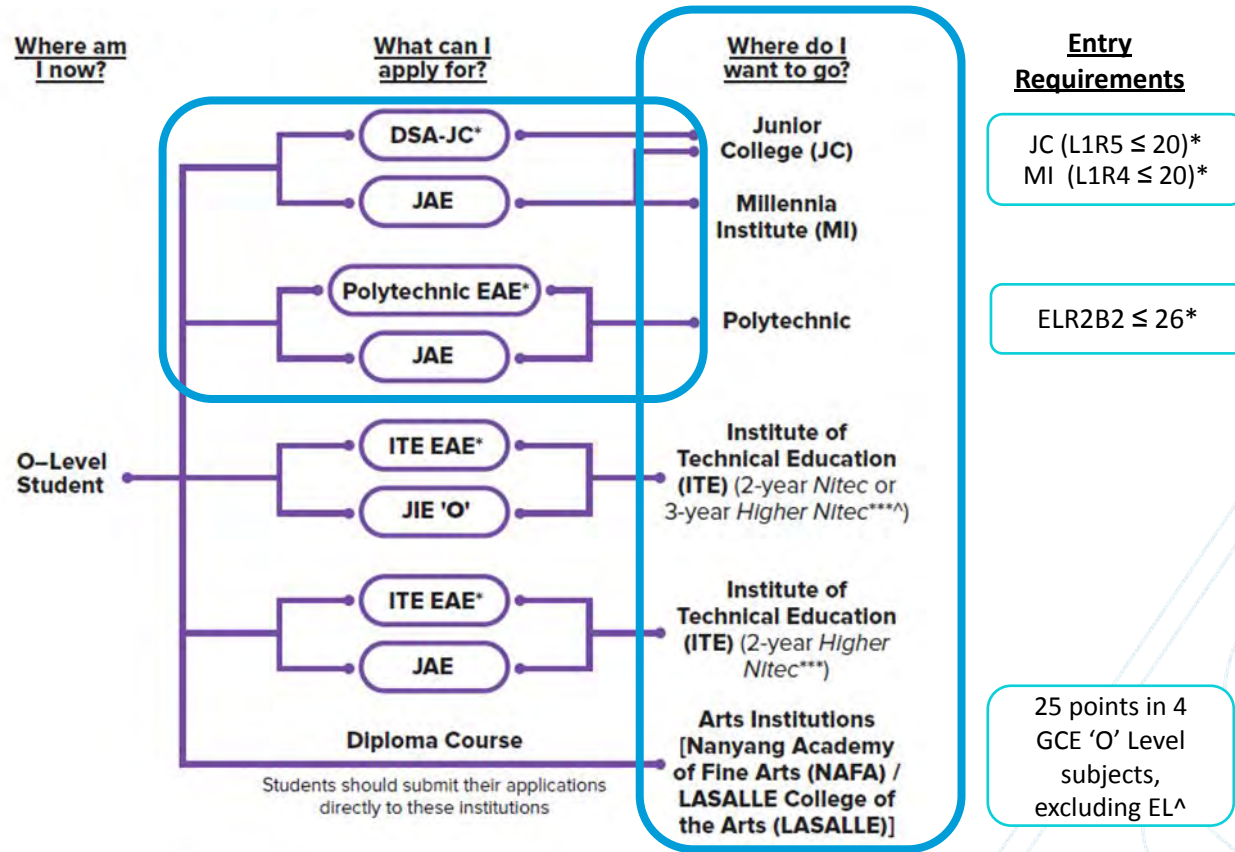 Where am
I now?
What can I
apply for?
Where do I
want to go?
Entry
Requirements
DSA-JC*
JAE
Junior
College (JC)
Millennia
Institute (MI)
JC (L1R5 ≤ 20)*
MI (L1R4 ≤ 20)*
Polytechnic EAE*
JAE
Polytechnic
ELR2B2 ≤ 26*
O–Level
Student
ITE EAE*
JIE 'O'
Institute of
Technical Education
(ITE) (2-year Nitec or
3-year Higher Nitec***^)
ITE EAE*
JAE
Institute of
Technical Education
(ITE) (2-year Higher
Nitec***)
Diploma Course
Students should submit their applications
directly to these institutions
Arts Institutions
[Nanyang Academy
of Fine Arts (NAFA) /
LASALLE College of
the Arts (LASALLE)]
25 points in 4
GCE ‘O’ Level
subjects,
excluding EL^